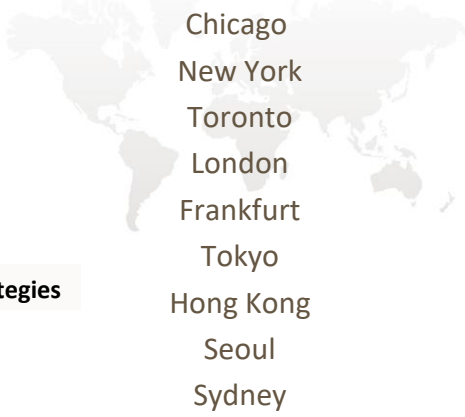 Chicago
New York
Toronto
London
Frankfurt
Tokyo
tegies
Hong Kong
Seoul
Sydney